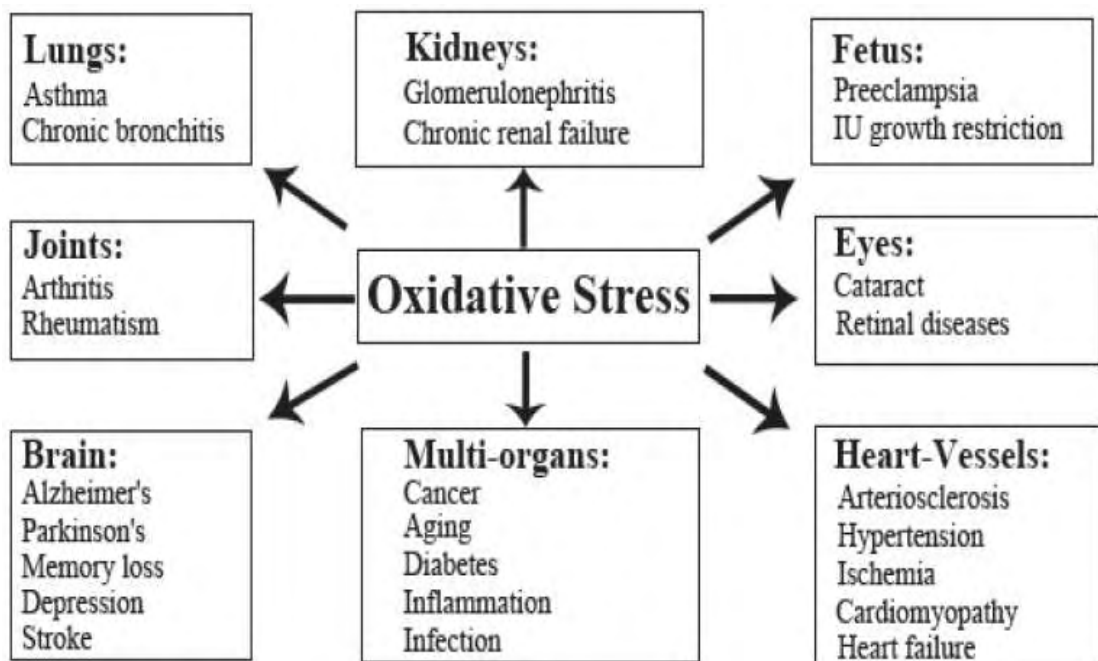 Lungs:
Asthma
Chronic bronchitis
Kidneys:
Glomerulonephritis
Chronic renal failure
Fetus:
Preeclampsia
IU growth restriction
Joints:
Arthritis
Rheumatism
Oxidative Stress
Eyes:
Cataract
Retinal diseases
Brain:
Alzheimer's
Parkinson's
Memory loss
Depression
Stroke
Multi-organs:
Cancer
Aging
Diabetes
Inflammation
Infection
Heart-Vessels:
Arteriosclerosis
Hypertension
Ischemia
Cardiomyopathy
Heart failure